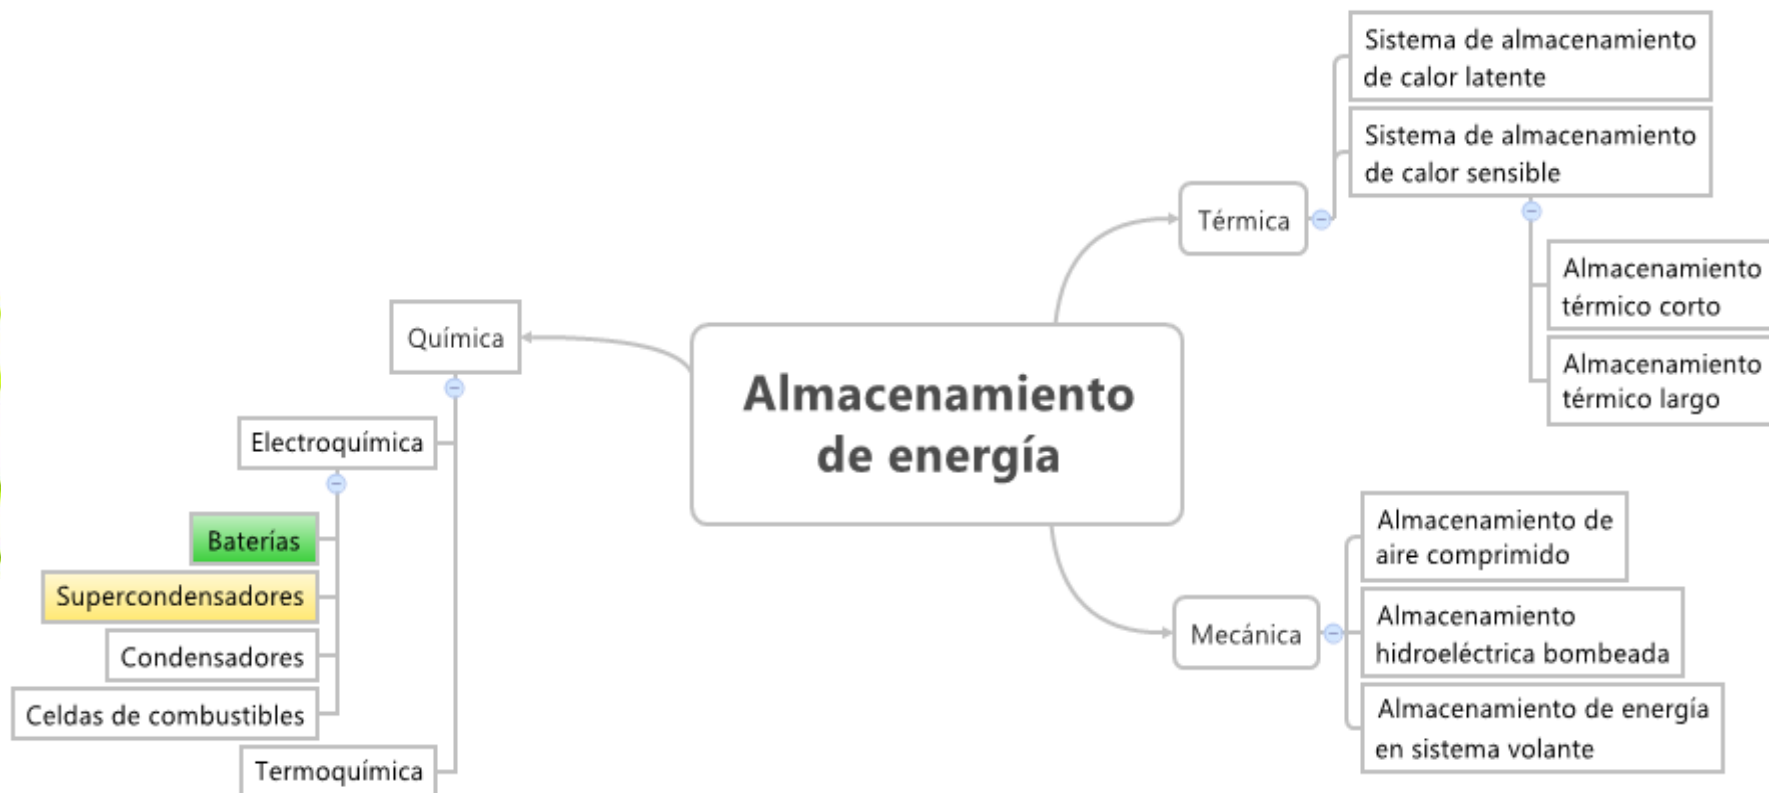 Almacenamiento
de energía
Térmica
Sistema de almacenamiento
de calor latente
Sistema de almacenamiento
de calor sensible
Almacenamiento
térmico corto
Almacenamiento
térmico largo
Mecánica
Almacenamiento de
aire comprimido
Almacenamiento
hidroeléctrica bombeada
Almacenamiento de energía
en sistema volante
Química
Electroquímica
Baterías
Supercondensadores
Condensadores
Celdas de combustibles
Termoquímica